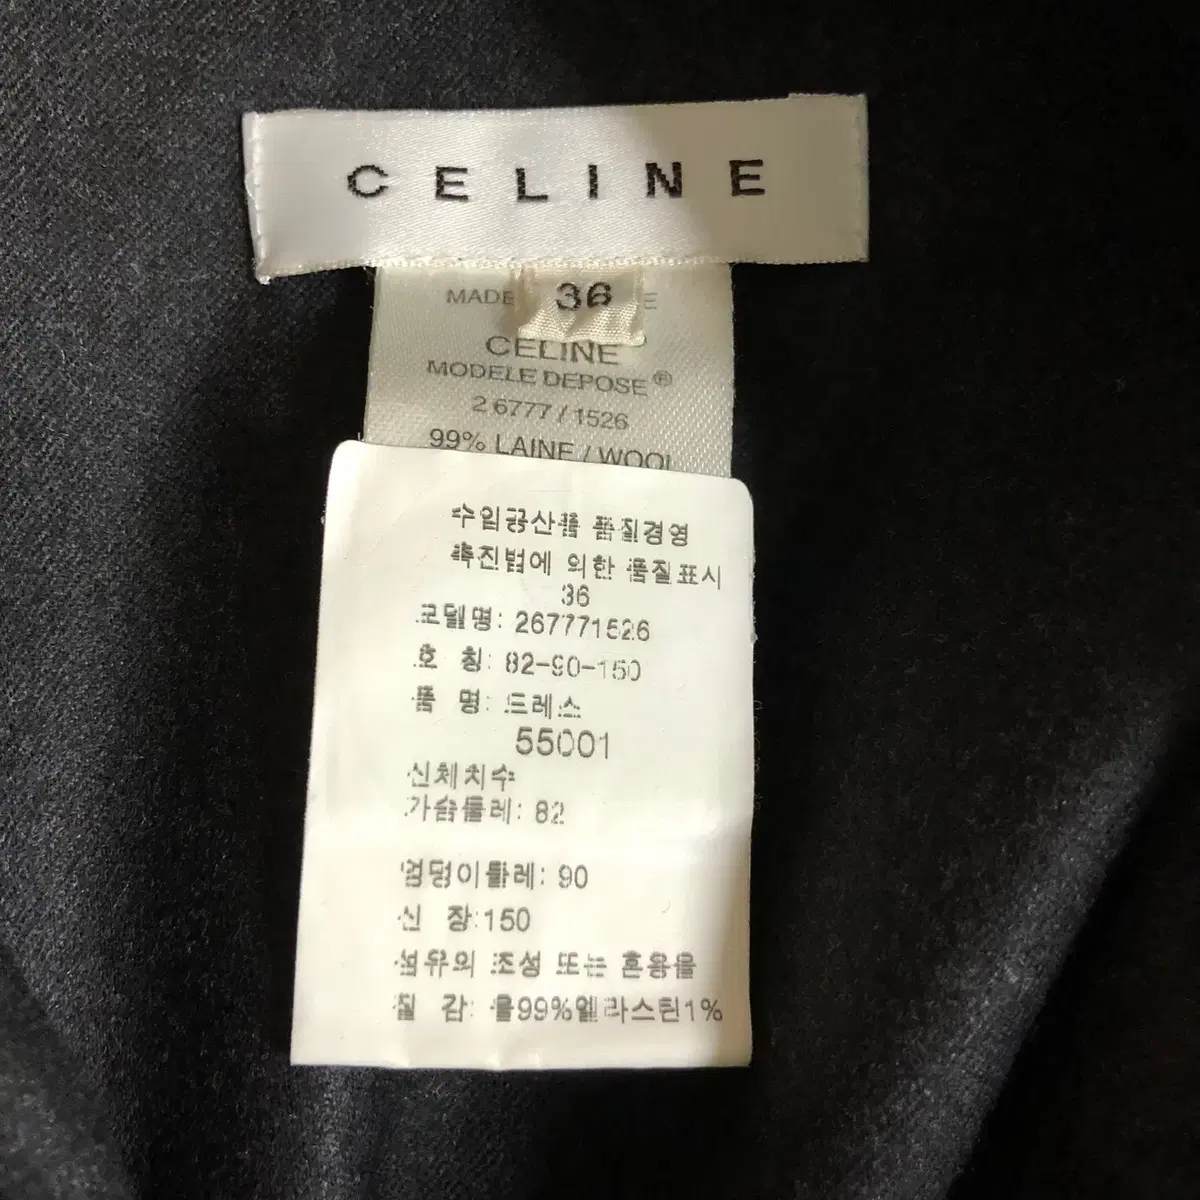 CELINE
MADE 36 E
CELINE
MODELE DEPOSE®
2 6777 / 1526
99% LAINE / WOOL
수입공산품 품질경영
촉진법에 의한 품질표시
36
모델명: 267771526
호 칭: 82-90-150
품 명: 드레스
55001
신체치수
가슴둘레: 82
엉덩이둘레: 90
신 장:150
섬유의 조성 또는 혼용율
질 감: 울99%엘라스틴1%